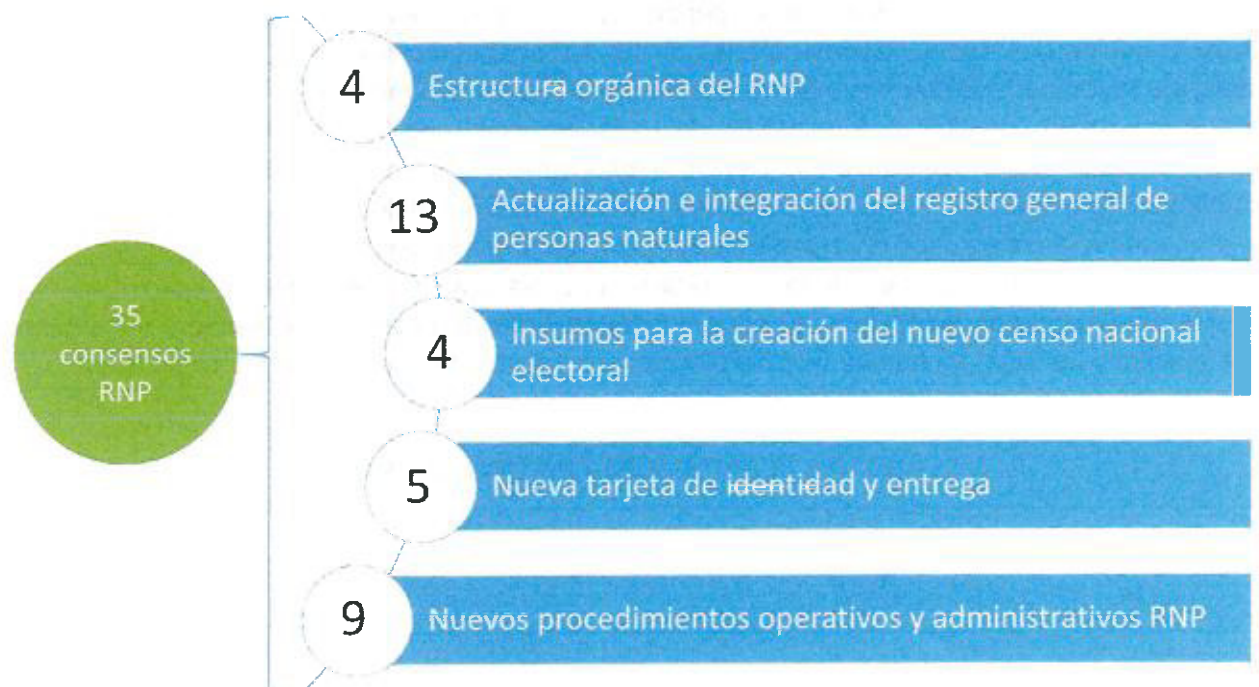 35
consensos
RNP
4
Estructura orgánica del RNP
13
Actualización e integración del registro general de
personas naturales
4
Insumos para la creación del nuevo censo nacional
electoral
5
Nueva tarjeta de identidad y entrega
9
Nuevos procedimientos operativos y administrativos RNP